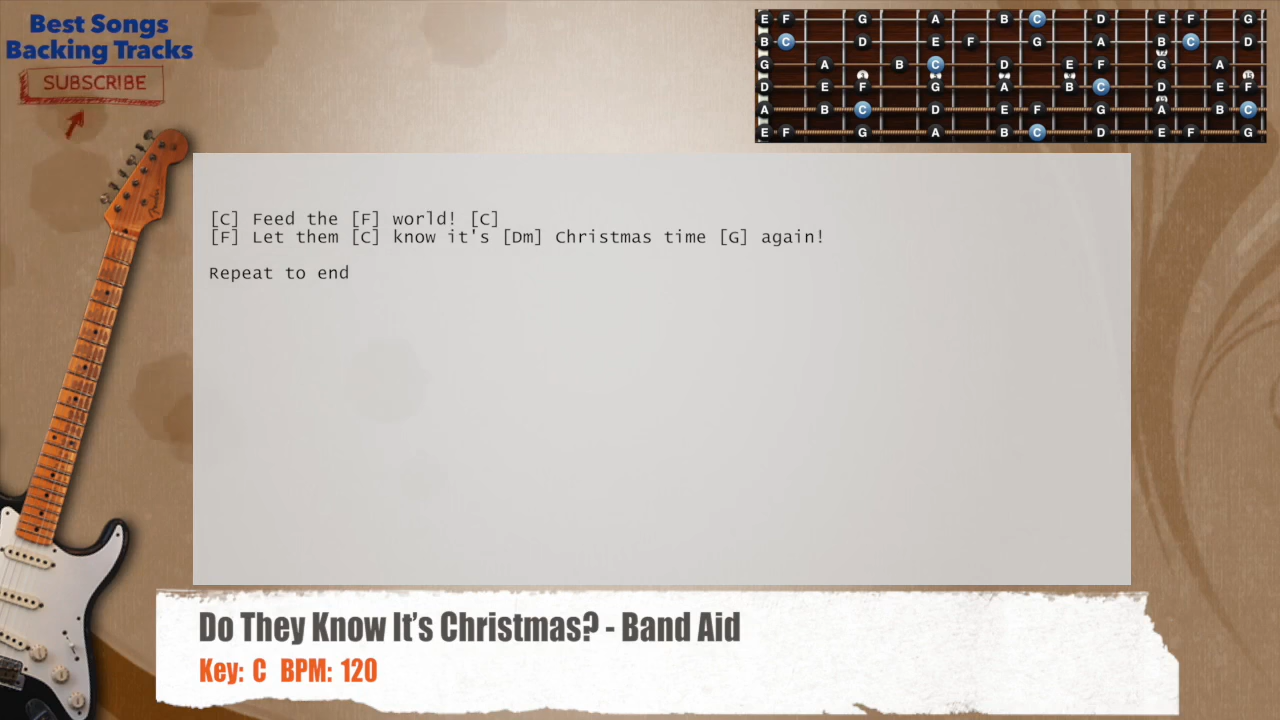 Best Songs
Backing Tracks
SUBSCRIBE
E F G A B C D E F G
B C D E F G A B C D
G A B C D E F G A
D E F G A B C D E F
A B C D E F G A B C
E F G A B C D E F G
[C] Feed the [F] world! [C]
[F] Let them [C] know it's [Dm] Christmas time [G] again!
Repeat to end
Do They Know It's Christmas? - Band Aid
Key: C BPM: 120